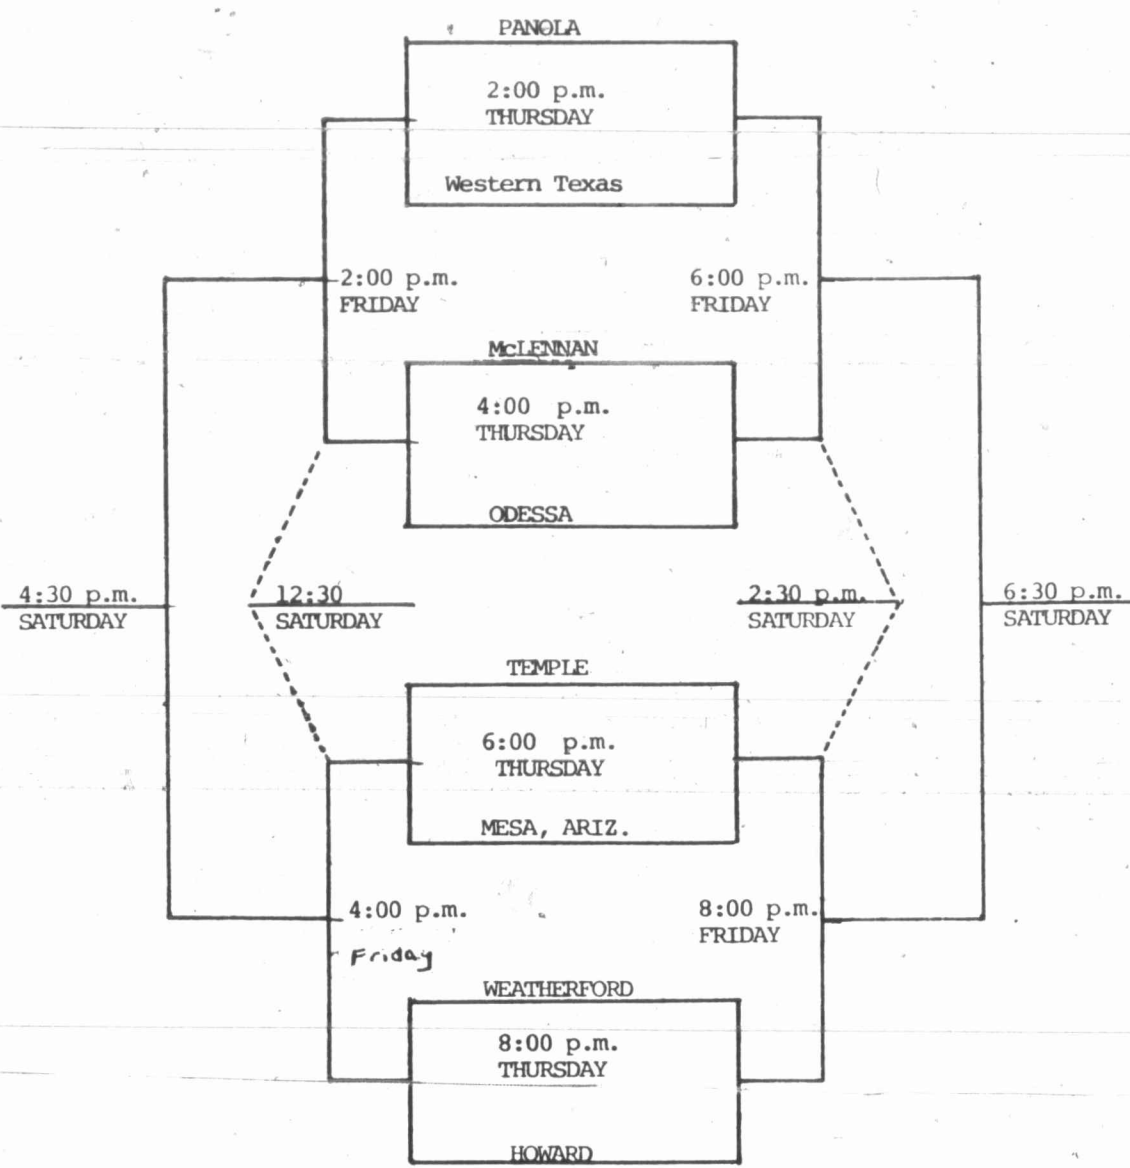 PANOLA
2:00 p.m.
THURSDAY
Western Texas
2:00 p.m.
FRIDAY
6:00 p.m.
FRIDAY
McLENNAN
4:00 p.m.
THURSDAY
ODESSA
4:30 p.m.
SATURDAY
12:30
SATURDAY
2:30 p.m.
SATURDAY
6:30 p.m.
SATURDAY
TEMPLE
6:00 p.m.
THURSDAY
MESA, ARIZ.
4:00 p.m.
Friday
8:00 p.m.
FRIDAY
WEATHERFORD
8:00 p.m.
THURSDAY
HOWARD